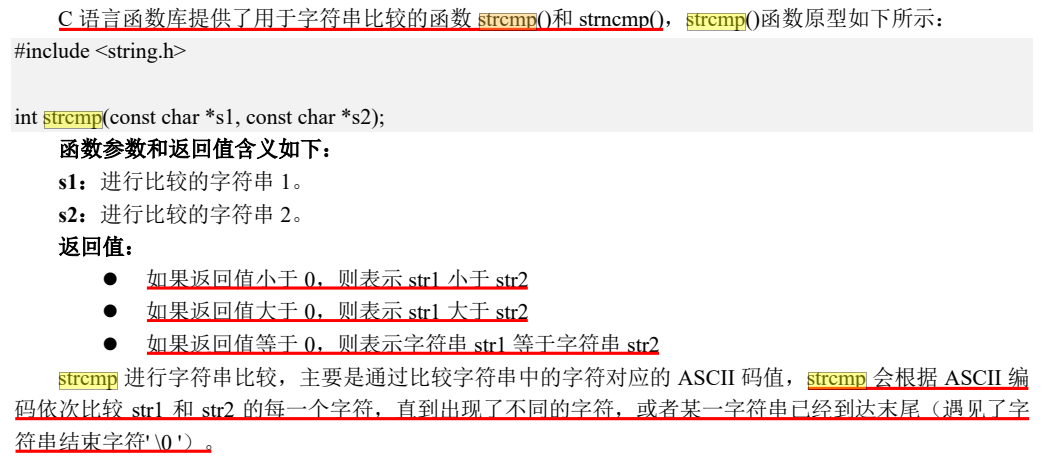 C 语言函数库提供了用于字符串比较的函数 strcmp()和 strncmp()，strcmp()函数原型如下所示：
#include <string.h>
int strcmp(const char *s1, const char *s2);
函数参数和返回值含义如下：
s1：进行比较的字符串 1。
s2：进行比较的字符串 2。
返回值：
● 如果返回值小于 0，则表示 str1 小于 str2
● 如果返回值大于 0，则表示 str1 大于 str2
● 如果返回值等于 0，则表示字符串 str1 等于字符串 str2
strcmp 进行字符串比较，主要是通过比较字符串中的字符对应的 ASCII 码值，strcmp 会根据 ASCII 编
码依次比较 str1 和 str2 的每一个字符，直到出现了不同的字符，或者某一字符串已经到达末尾（遇见了字
符串结束字符' \0 '）。